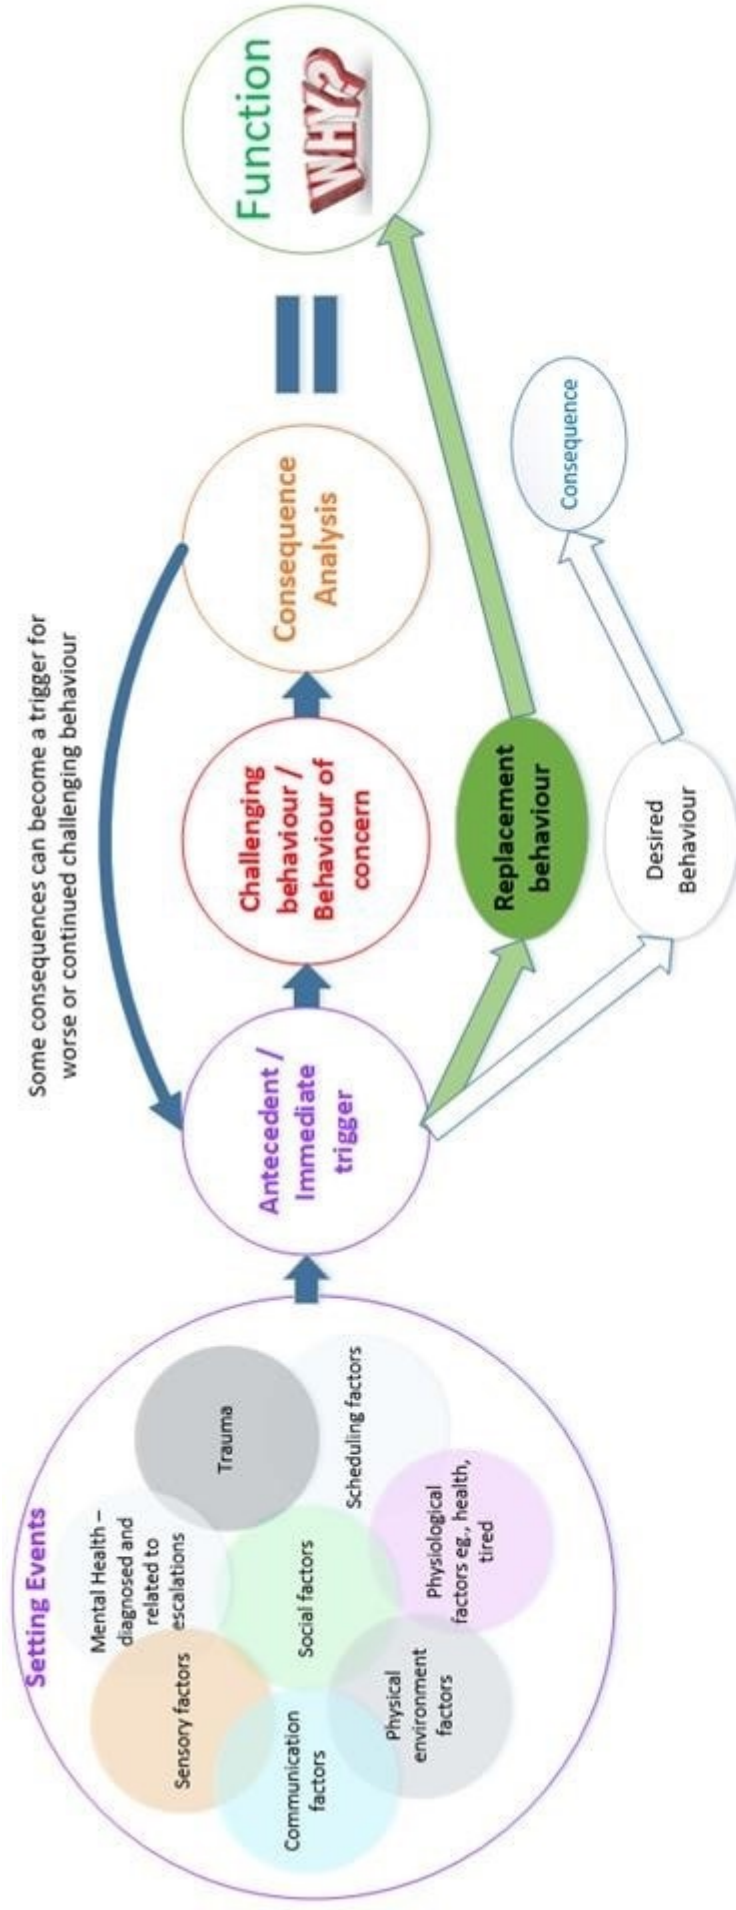 Some consequences can become a trigger for
worse or continued challenging behaviour
Setting Events
Mental Health –
diagnosed and
related to
escalations
Trauma
Sensory factors
Social factors
Scheduling factors
Communication
factors
Physical
environment
factors
Physiological
factors eg., health,
tired
Antecedent /
Immediate
trigger
Challenging
behaviour /
Behaviour of
concern
Consequence
Analysis
Function
WHY?
Replacement
behaviour
Desired
Behaviour
Consequence